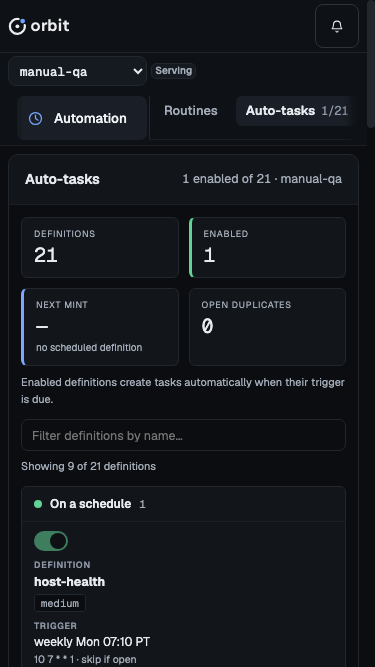 orbit
manual-qa
Serving
Automation
Routines
Auto-tasks 1/21
Auto-tasks
1 enabled of 21 · manual-qa
DEFINITIONS
21
ENABLED
1
NEXT MINT
—
no scheduled definition
OPEN DUPLICATES
0
Enabled definitions create tasks automatically when their trigger
is due.
Filter definitions by name...
Showing 9 of 21 definitions
On a schedule 1
DEFINITION
host-health
medium
TRIGGER
weekly Mon 07:10 PT
10 7 * * 1 · skip if open